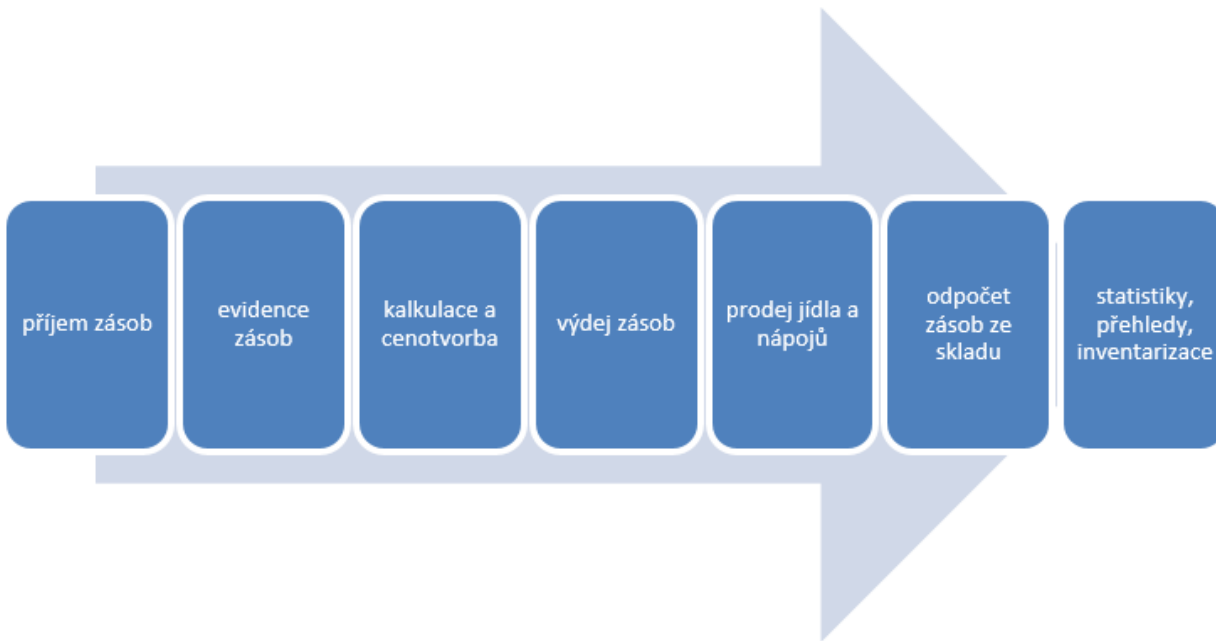 příjem zásob
evidence
zásob
kalkulace a
cenotvorba
výdej zásob
prodej jídla a
nápojů
odpočet
zásob ze
skladu
statistiky,
přehledy,
inventarizace